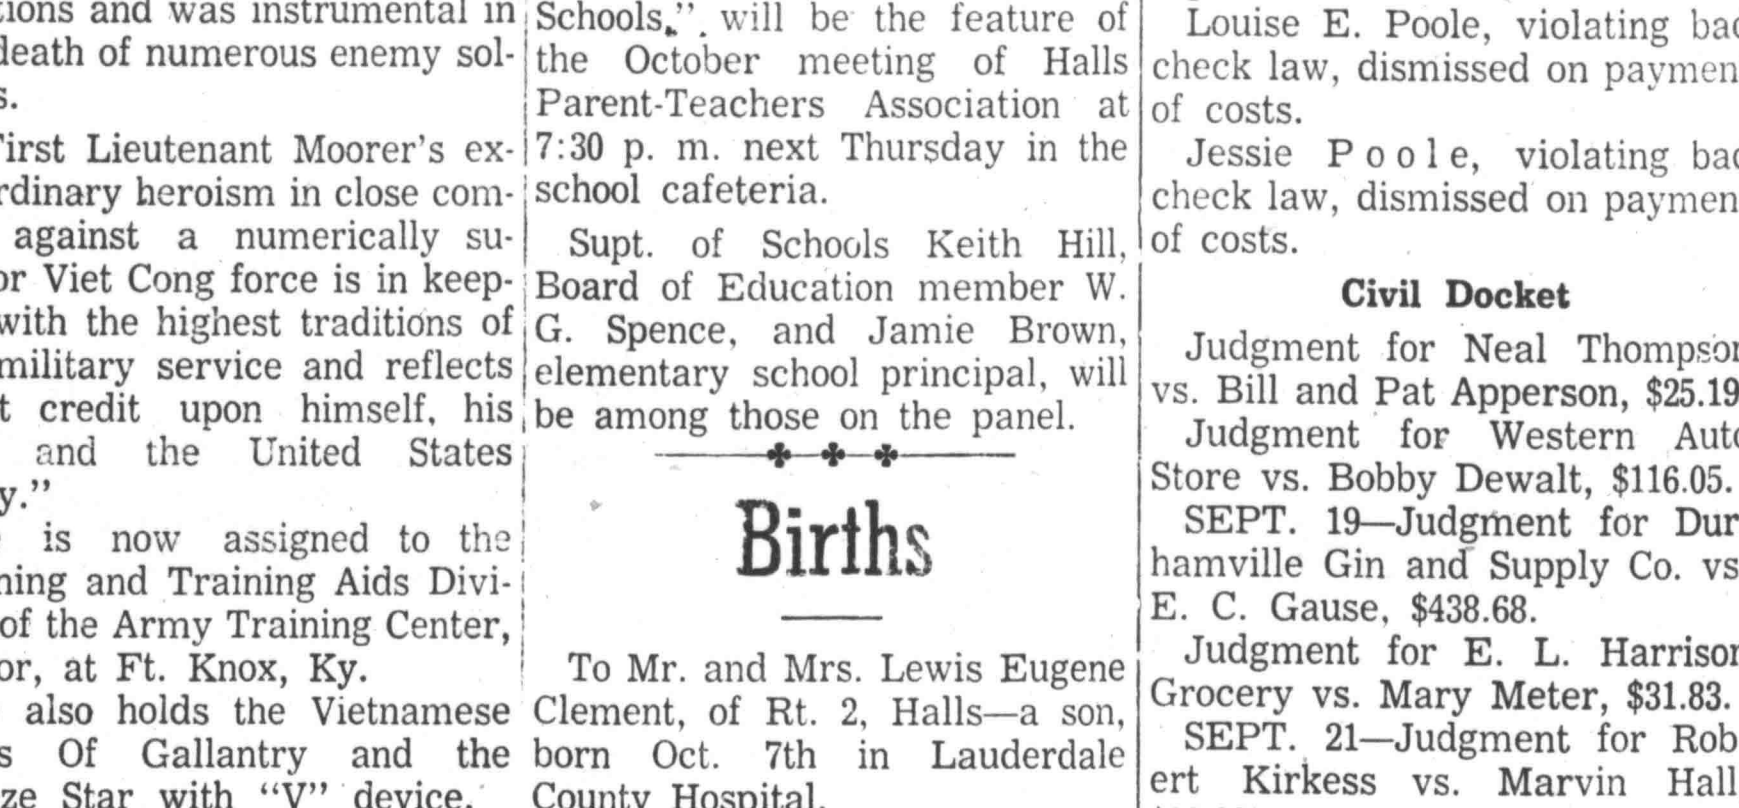 ions and was instrumental in
death of numerous enemy sol-
s.
First Lieutenant Moorer's ex-
rdinary heroism in close com-
against a numerically su-
or Viet Cong force is in keep-
with the highest traditions of
military service and reflects
t credit upon himself, his
and the United States
y."
is now assigned to the
ning and Training Aids Divi-
of the Army Training Center,
or, at Ft. Knox, Ky.
also holds the Vietnamese
s Of Gallantry and the
ze Star with "V" device.
Schools," will be the feature of
the October meeting of Halls
Parent-Teachers Association at
7:30 p. m. next Thursday in the
school cafeteria.
Supt. of Schools Keith Hill,
Board of Education member W.
G. Spence, and Jamie Brown,
elementary school principal, will
be among those on the panel.
Births
To Mr. and Mrs. Lewis Eugene
Clement, of Rt. 2, Halls—a son,
born Oct. 7th in Lauderdale
County Hospital.
Louise E. Poole, violating bad
check law, dismissed on paymen
of costs.
Jessie Poole, violating bad
check law, dismissed on paymen
of costs.
Civil Docket
Judgment for Neal Thompson
vs. Bill and Pat Apperson, $25.19
Judgment for Western Auto
Store vs. Bobby Dewalt, $116.05.
SEPT. 19—Judgment for Dur
hamville Gin and Supply Co. vs
E. C. Gause, $438.68.
Judgment for E. L. Harrison
Grocery vs. Mary Meter, $31.83.
SEPT. 21—Judgment for Rob
ert Kirkess vs. Marvin Hall